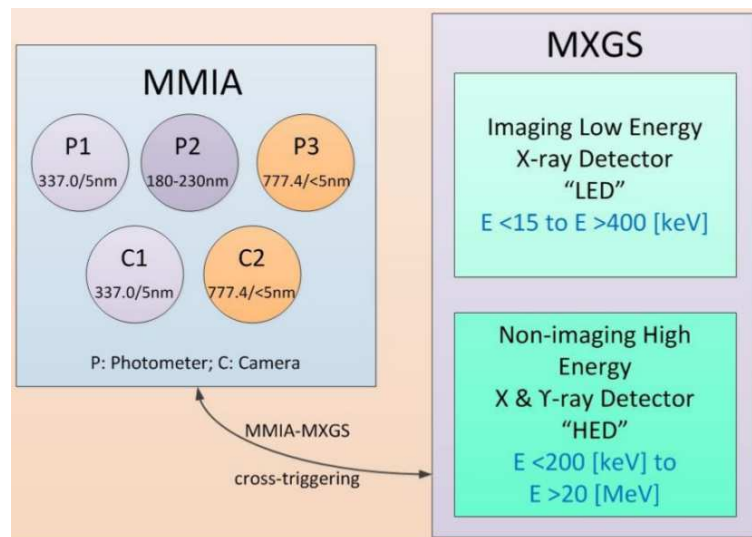 MMIA
P1
337.0/5nm
P2
180-230nm
P3
777.4/<5nm
C1
337.0/5nm
C2
777.4/<5nm
P: Photometer; C: Camera
MMIA-MXGS
cross-triggering
MXGS
Imaging Low Energy
X-ray Detector
“LED”
E <15 to E >400 [keV]
Non-imaging High
Energy
X & ϒ-ray Detector
“HED”
E <200 [keV] to
E >20 [MeV]